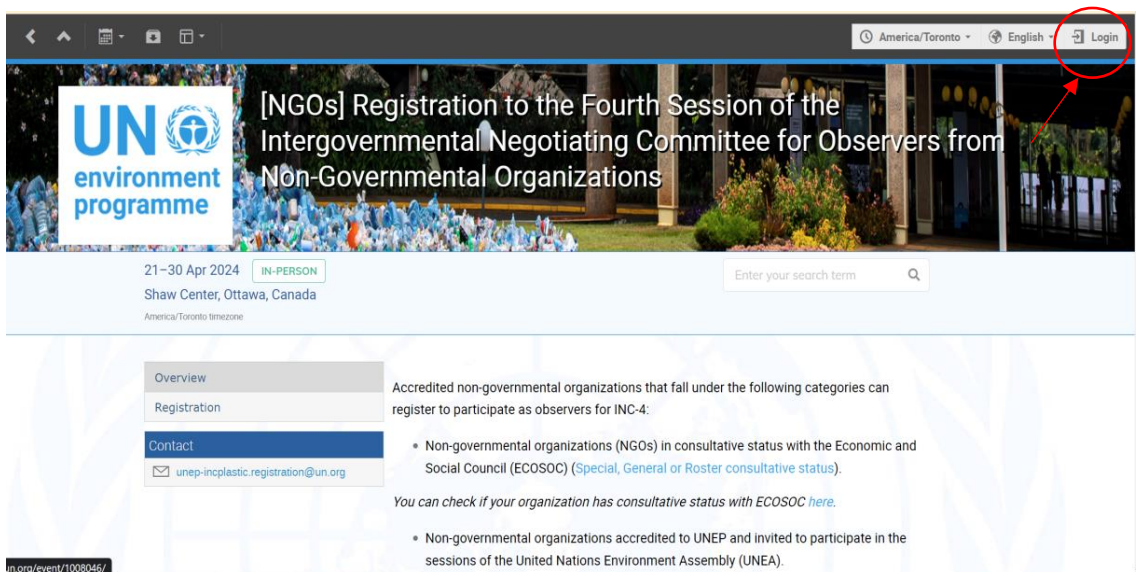 America/Toronto
English
Login
UN
environment
programme
[NGOs] Registration to the Fourth Session of the
Intergovernmental Negotiating Committee for Observers from
Non-Governmental Organizations
21–30 Apr 2024 IN-PERSON
Enter your search term
Shaw Center, Ottawa, Canada
America/Toronto timezone
Overview
Registration
Contact
unep-incplastic.registration@un.org
Accredited non-governmental organizations that fall under the following categories can
register to participate as observers for INC-4:
• Non-governmental organizations (NGOs) in consultative status with the Economic and
Social Council (ECOSOC) (Special, General or Roster consultative status).
You can check if your organization has consultative status with ECOSOC here.
• Non-governmental organizations accredited to UNEP and invited to participate in the
sessions of the United Nations Environment Assembly (UNEA).
un.org/event/1008046/